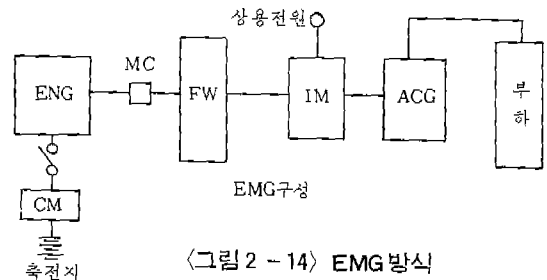 상용전원
MC
ENG
FW
IM
ACG
부하
CM
축전지
EMG구성
〈그림 2 - 14〉 EMG 방식